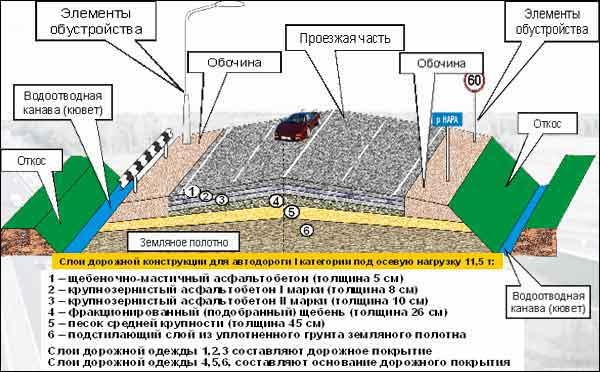 Элементы
обустройства
Элементы
обустройства
Проезжая часть
Обочина
Обочина
60
Водоотводная
канава (кювет)
р НАРА
Откос
Откос
1
2
3
4
5
6
Земляное полотно
Водоотводная
канава (кювет)
Слои дорожной конструкции для автодороги I категории под осевую нагрузку 11,5 т:
1 – щебеночно-мастичный асфальтобетон (толщина 5 см)
2 – крупнозернистый асфальтобетон I марки (толщина 8 см)
3 – крупнозернистый асфальтобетон II марки (толщина 10 см)
4 – фракционированный (подобранный) щебень (толщина 26 см)
5 – песок средней крупности (толщина 45 см)
6 – подстилающий слой из уплотненного грунта земляного полотна
Слои дорожной одежды 1,2,3 составляют дорожное покрытие
Слои дорожной одежды 4,5,6, составляют основание дорожного покрытия